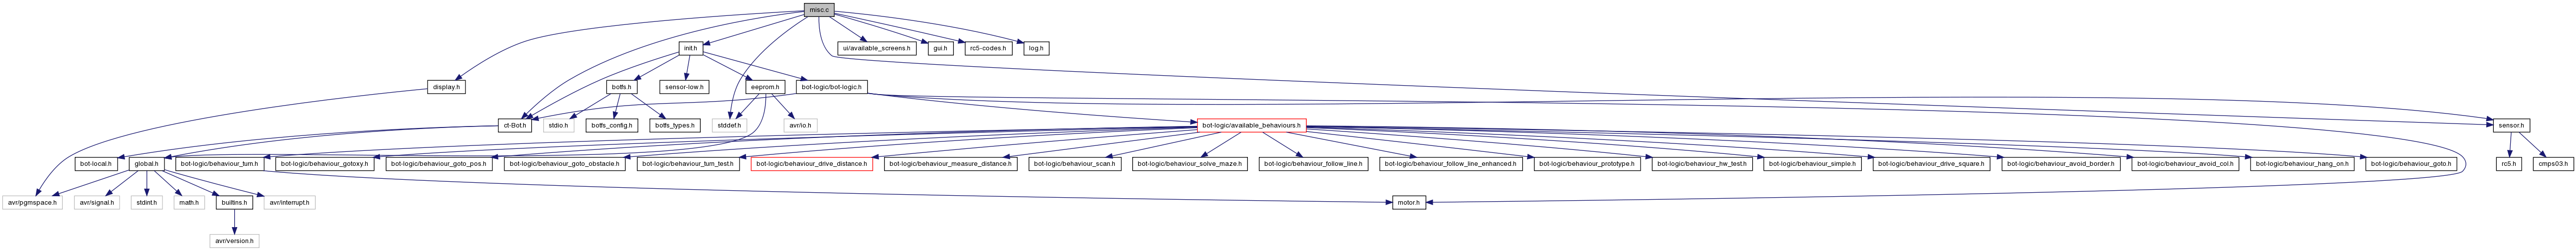 misc.c
init.h
ui/available_screens.h
gui.h
rc5-codes.h
log.h
display.h
botfs.h
sensor-low.h
eeprom.h
bot-logic/bot-logic.h
ct-Bot.h
stdio.h
botfs_config.h
botfs_types.h
stddef.h
avr/io.h
bot-logic/available_behaviours.h
sensor.h
bot-local.h
global.h
bot-logic/behaviour_turn.h
bot-logic/behaviour_gotoxy.h
bot-logic/behaviour_goto_pos.h
bot-logic/behaviour_goto_obstacle.h
bot-logic/behaviour_turn_test.h
bot-logic/behaviour_drive_distance.h
bot-logic/behaviour_measure_distance.h
bot-logic/behaviour_scan.h
bot-logic/behaviour_solve_maze.h
bot-logic/behaviour_follow_line.h
bot-logic/behaviour_follow_line_enhanced.h
bot-logic/behaviour_prototype.h
bot-logic/behaviour_hw_test.h
bot-logic/behaviour_simple.h
bot-logic/behaviour_drive_square.h
bot-logic/behaviour_avoid_border.h
bot-logic/behaviour_avoid_col.h
bot-logic/behaviour_hang_on.h
bot-logic/behaviour_goto.h
rc5.h
cmps03.h
avr/pgmspace.h
avr/signal.h
stdint.h
math.h
builtins.h
avr/interrupt.h
motor.h
avr/version.h